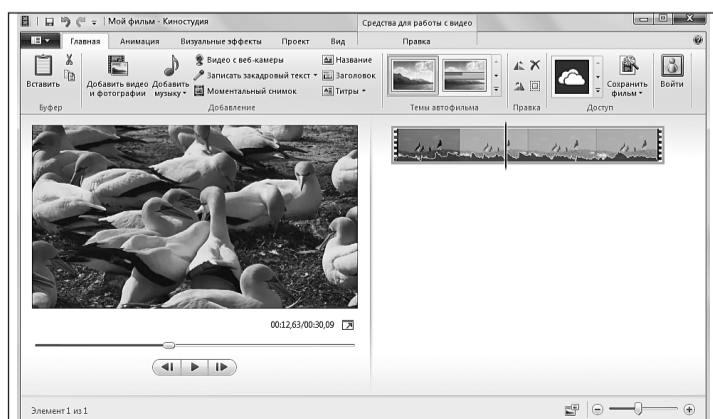 Мой фильм - Киностудия
Средства для работы с видео
Главная Анимация Визуальные эффекты Проект Вид Правка
Вставить
Добавить видео и фотографии
Добавить музыку
Видео с веб-камеры
Записать закадровый текст
Моментальный снимок
Название
Заголовок
Титры
Сохранить фильм
Войти
Буфер Добавление Темы автофильма Правка Доступ
00:12,63/00:30,09
Элемент 1 из 1